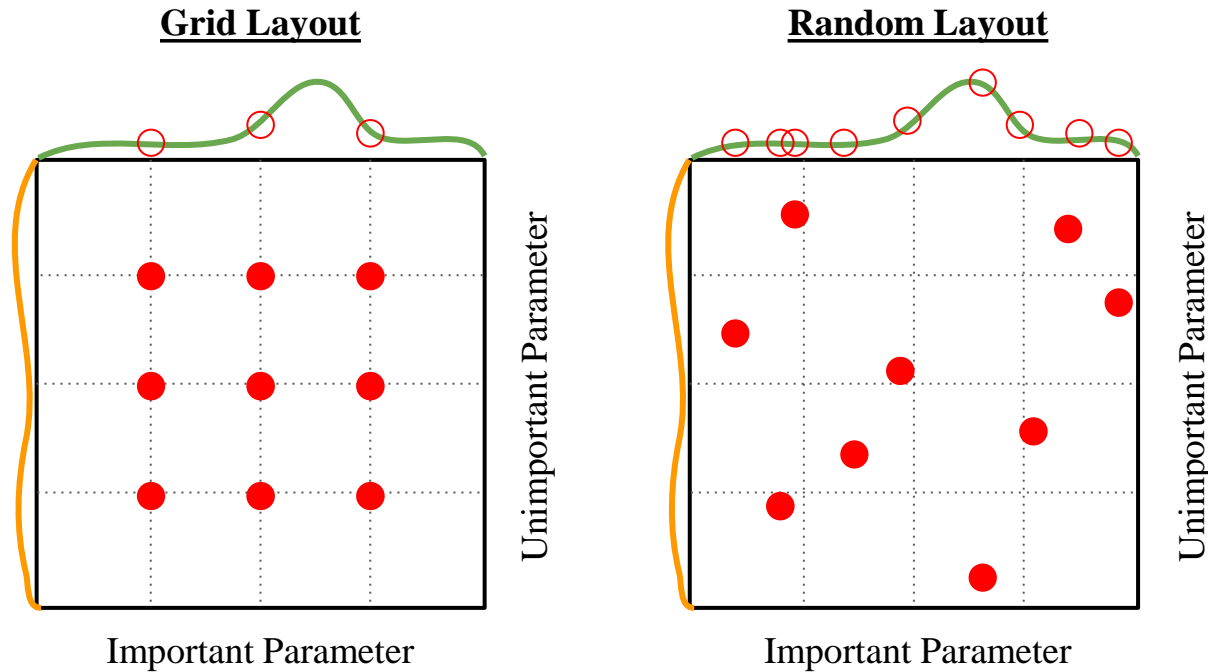 Grid Layout
Unimportant Parameter
Important Parameter
Random Layout
Unimportant Parameter
Important Parameter